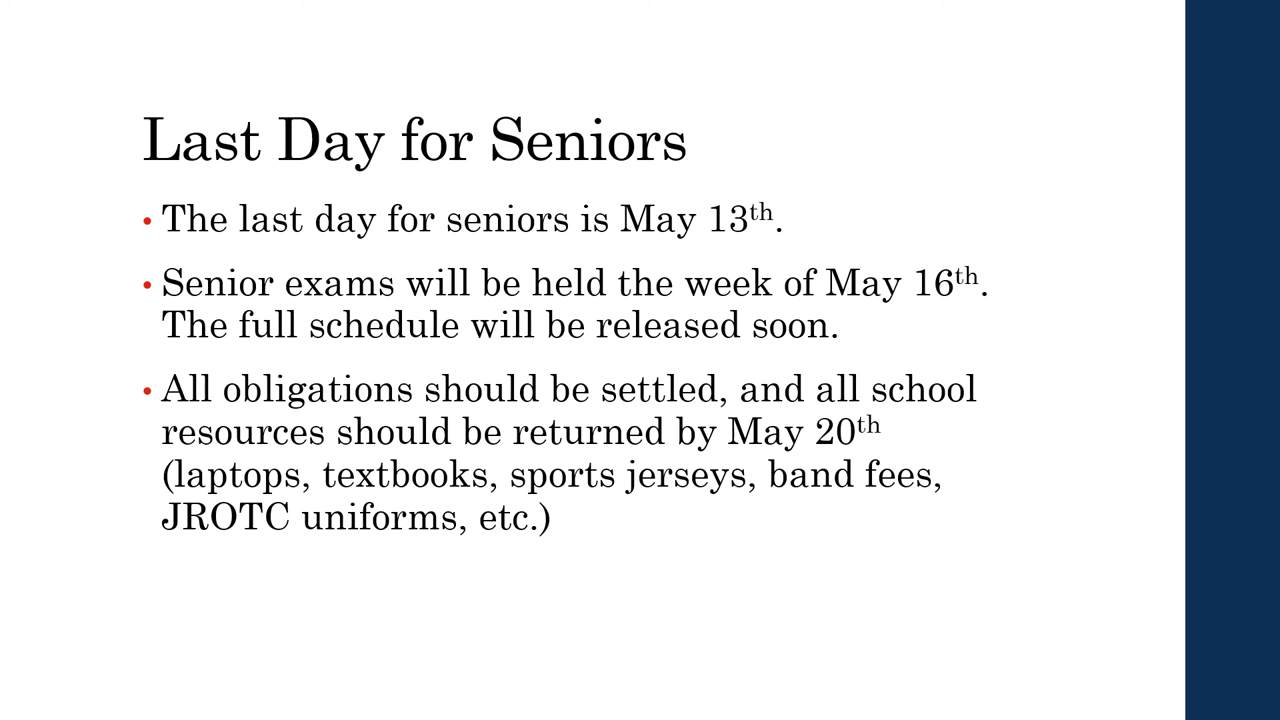 Last Day for Seniors
• The last day for seniors is May 13th.
• Senior exams will be held the week of May 16th.
The full schedule will be released soon.
• All obligations should be settled, and all school
resources should be returned by May 20th
(laptops, textbooks, sports jerseys, band fees,
JROTC uniforms, etc.)